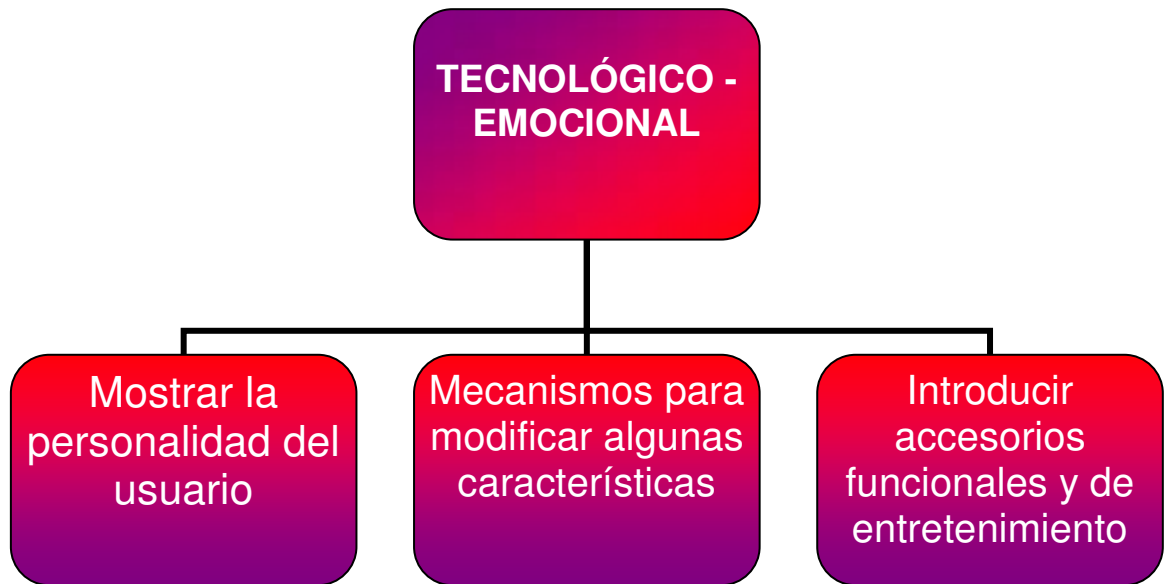 TECNOLÓGICO -
EMOCIONAL
Mostrar la
personalidad del
usuario
Mecanismos para
modificar algunas
características
Introducir
accesorios
funcionales y de
entretenimiento